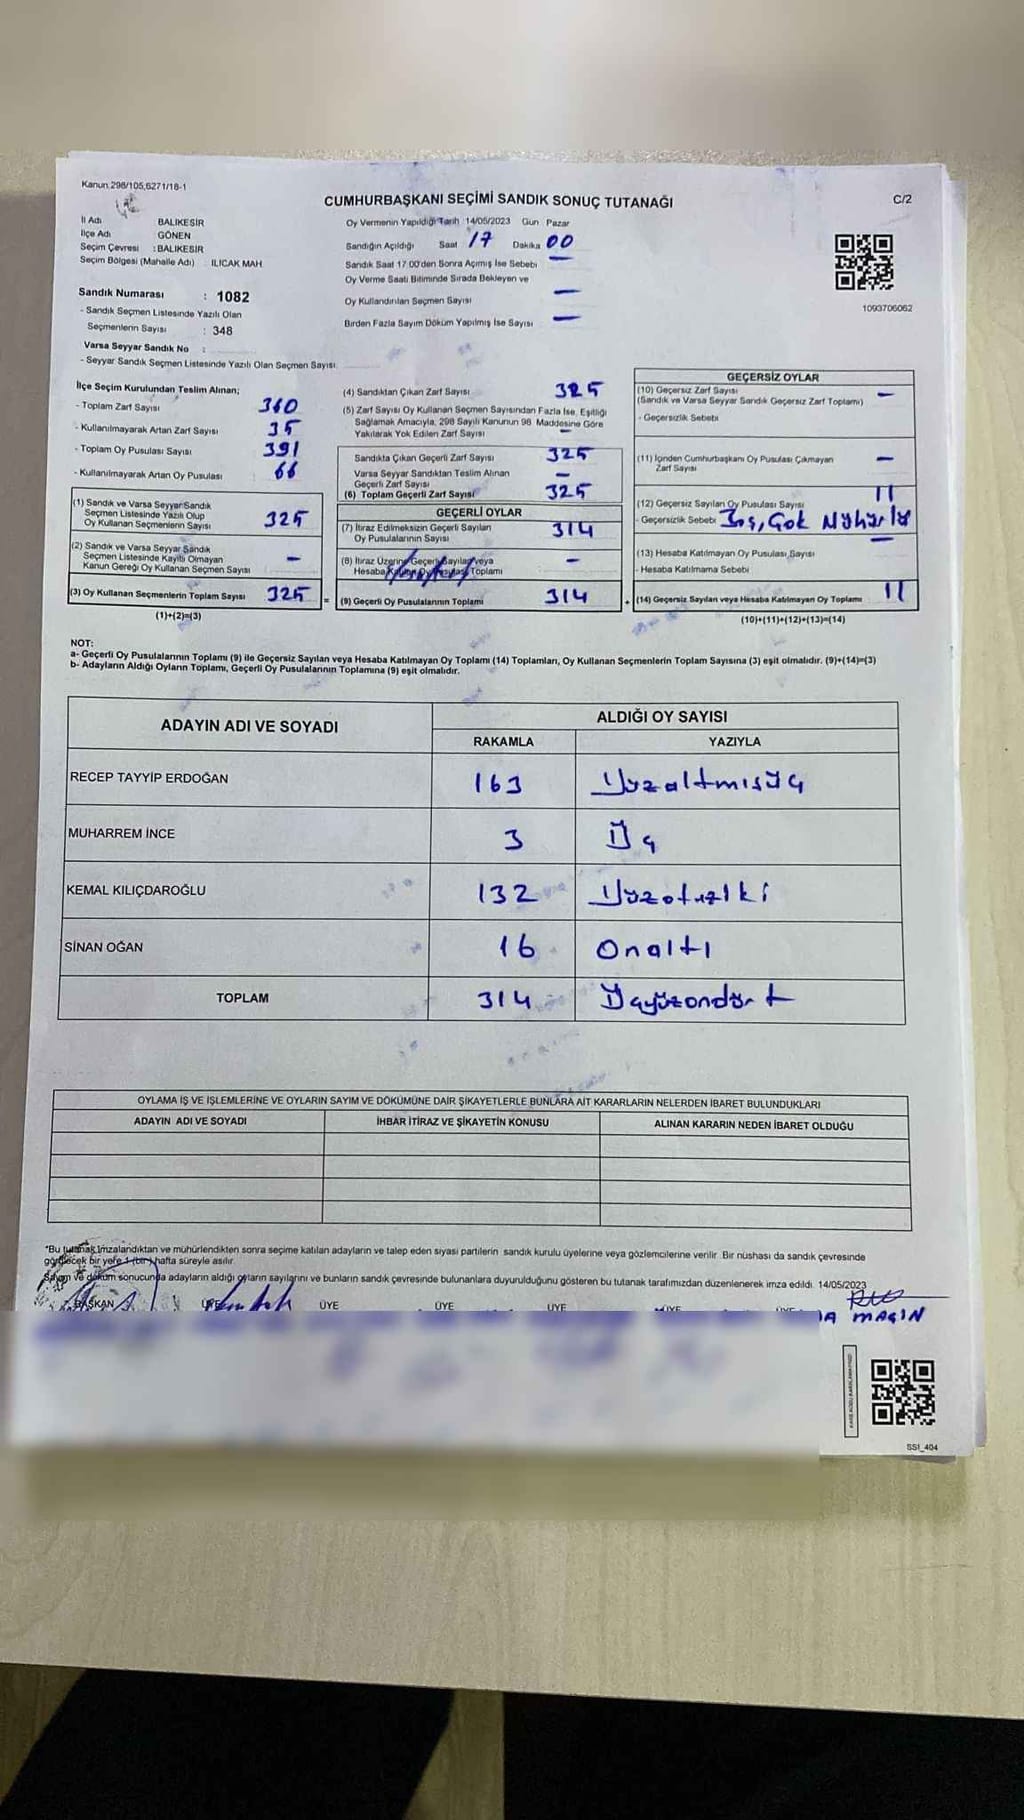 Kanun 298/105,6271/18-1
CUMHURBAŞKANI SEÇİMİ SANDIK SONUÇ TUTANAĞI
C/2
İl Adı BALIKESİR
İlçe Adı GÖNEN
Seçim Çevresi : BALIKESİR
Seçim Bölgesi (Mahalle Adı) ILICAK MAH.
Sandık Numarası : 1082
- Sandık Seçmen Listesinde Yazılı Olan
Seçmenlerin Sayısı : 348
Varsa Seyyar Sandık No :
- Seyyar Sandık Seçmen Listesinde Yazılı Olan Seçmen Sayısı:
Oy Vermenin Yapıldığı Tarih 14/05/2023 Gün Pazar
Sandığın Açıldığı Saat 17 Dakika 00
Sandık Saat 17.00'den Sonra Açımış İse Sebebi —
Oy Verme Saati Bitiminde Sırada Bekleyen ve
Oy Kullandırılan Seçmen Sayısı —
Birden Fazla Sayım Döküm Yapılmış İse Sayısı —
1093706062
İlçe Seçim Kurulundan Teslim Alınan;
- Toplam Zarf Sayısı 360
- Kullanılmayarak Artan Zarf Sayısı 35
- Toplam Oy Pusulası Sayısı 391
- Kullanılmayarak Artan Oy Pusulası 66
(1) Sandık ve Varsa Seyyar Sandık
Seçmen Listesinde Yazılı Olup
Oy Kullanan Seçmenlerin Sayısı 325
(2) Sandık ve Varsa Seyyar Sandık
Seçmen Listesinde Kayıtlı Olmayan
Kanun Gereği Oy Kullanan Seçmen Sayısı —
(3) Oy Kullanan Seçmenlerin Toplam Sayısı 325 =
(1)+(2)=(3)
(4) Sandıktan Çıkan Zarf Sayısı 325
(5) Zarf Sayısı Oy Kullanan Seçmen Sayısından Fazla İse, Eşitliği
Sağlamak Amacıyla, 298 Sayılı Kanunun 98. Maddesine Göre
Yakılarak Yok Edilen Zarf Sayısı —
Sandıkta Çıkan Geçerli Zarf Sayısı 325
Varsa Seyyar Sandıktan Teslim Alınan
Geçerli Zarf Sayısı —
(6) Toplam Geçerli Zarf Sayısı 325
GEÇERLİ OYLAR
(7) İtiraz Edilmeksizin Geçerli Sayılan
Oy Pusulalarının Sayısı 314
(8) İtiraz Üzerine Geçerli Sayılan veya
Hesaba Katılan Oy Pusulası Toplamı —
(9) Geçerli Oy Pusulalarının Toplamı 314 +
GEÇERSİZ OYLAR
(10) Geçersiz Zarf Sayısı —
(Sandık ve Varsa Seyyar Sandık Geçersiz Zarf Toplamı)
- Geçersizlik Sebebi
(11) İçinden Cumhurbaşkanı Oy Pusulası Çıkmayan
Zarf Sayısı —
(12) Geçersiz Sayılan Oy Pusulası Sayısı 11
- Geçersizlik Sebebi Boş, Çok Mühürlü
(13) Hesaba Katılmayan Oy Pusulası Sayısı —
- Hesaba Katılmama Sebebi
(14) Geçersiz Sayılan veya Hesaba Katılmayan Oy Toplamı 11
(10)+(11)+(12)+(13)=(14)
NOT:
a- Geçerli Oy Pusulalarının Toplamı (9) ile Geçersiz Sayılan veya Hesaba Katılmayan Oy Toplamı (14) Toplamları, Oy Kullanan Seçmenlerin Toplam Sayısına (3) eşit olmalıdır. (9)+(14)=(3)
b- Adayların Aldığı Oyların Toplamı, Geçerli Oy Pusulalarının Toplamına (9) eşit olmalıdır.
ADAYIN ADI VE SOYADI
ALDIĞI OY SAYISI
RAKAMLA YAZIYLA
RECEP TAYYİP ERDOĞAN 163 Yüzaltmışüç
MUHARREM İNCE 3 Üç
KEMAL KILIÇDAROĞLU 132 Yüzotuziki
SİNAN OĞAN 16 Onaltı
TOPLAM 314 Üçyüzondört
OYLAMA İŞ VE İŞLEMLERİNE VE OYLARIN SAYIM VE DÖKÜMÜNE DAİR ŞİKAYETLERLE BUNLARA AİT KARARLARIN NELERDEN İBARET BULUNDUKLARI
ADAYIN ADI VE SOYADI İHBAR İTİRAZ VE ŞİKAYETİN KONUSU ALINAN KARARIN NEDEN İBARET OLDUĞU
*Bu tutanak imzalandıktan ve mühürlendikten sonra seçime katılan adayların ve talep eden siyasi partilerin sandık kurulu üyelerine veya gözlemcilerine verilir. Bir nüshası da sandık çevresinde
görülecek bir yere 1 (bir) hafta süreyle asılır.
Sayım ve döküm sonucunda adayların aldığı oyların sayılarını ve bunların sandık çevresinde bulunanlara duyurulduğunu gösteren bu tutanak tarafımızdan düzenlenerek imza edildi. 14/05/2023
BAŞKAN ÜYE ÜYE ÜYE ÜYE ÜYE ÜYE
MAÇIN
SS1_404